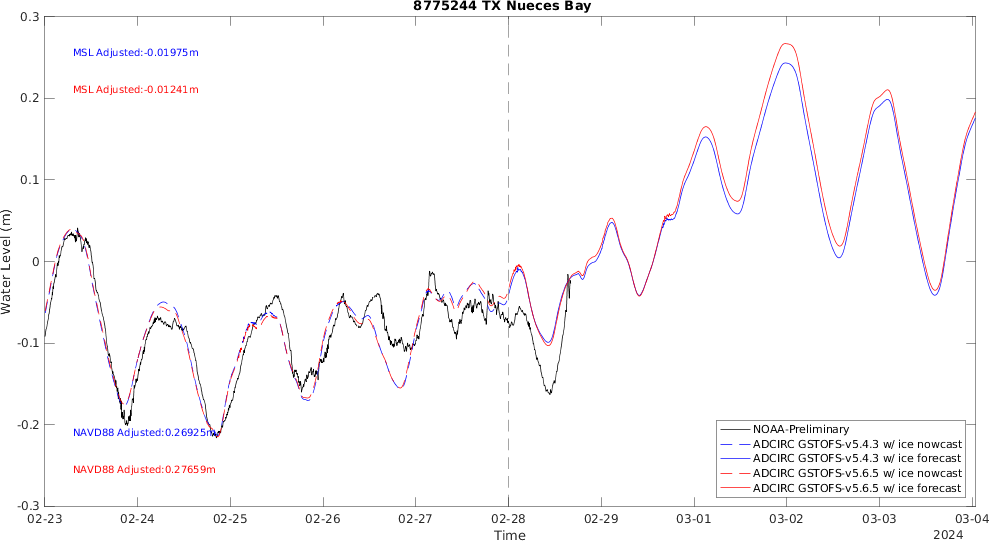 8775244 TX Nueces Bay
0.3
MSL Adjusted:-0.01975m
MSL Adjusted:-0.01241m
0.2
0.1
0
-0.1
-0.2
-0.3
Water Level (m)
NAVD88 Adjusted:0.26925m
NAVD88 Adjusted:0.27659m
NOAA-Preliminary
ADCIRC GSTOFS-v5.4.3 w/ ice nowcast
ADCIRC GSTOFS-v5.4.3 w/ ice forecast
ADCIRC GSTOFS-v5.6.5 w/ ice nowcast
ADCIRC GSTOFS-v5.6.5 w/ ice forecast
02-23 02-24 02-25 02-26 02-27 02-28 02-29 03-01 03-02 03-03 03-04
Time
2024